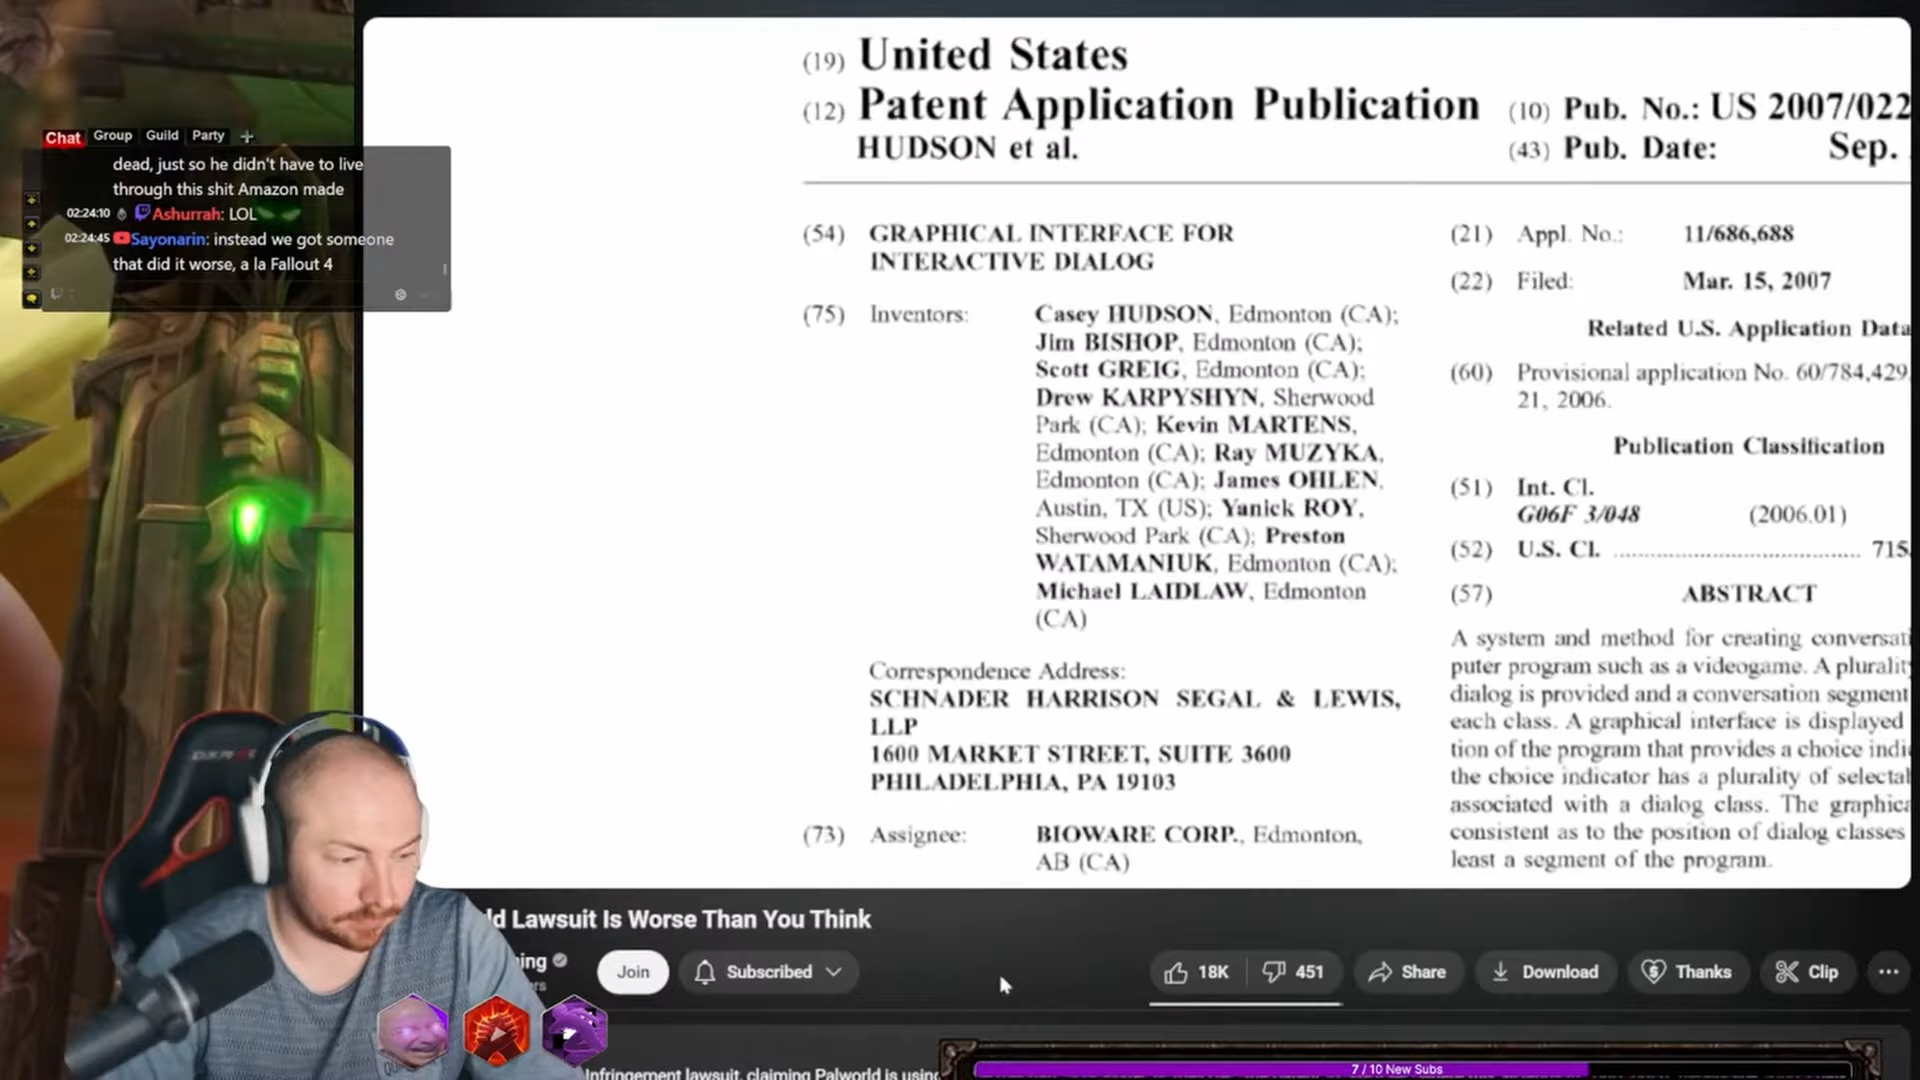 (19) United States
(12) Patent Application Publication
HUDSON et al.
(10) Pub. No.: US 2007/022
(43) Pub. Date: Sep.
Chat Group Guild Party +
dead, just so he didn't have to live
through this shit Amazon made
02:24:10 Ashurrah: LOL
02:24:45 Sayonarin: instead we got someone
that did it worse, a la Fallout 4
(54) GRAPHICAL INTERFACE FOR
INTERACTIVE DIALOG
(75) Inventors: Casey HUDSON, Edmonton (CA);
Jim BISHOP, Edmonton (CA);
Scott GREIG, Edmonton (CA);
Drew KARPYSHYN, Sherwood
Park (CA); Kevin MARTENS,
Edmonton (CA); Ray MUZYKA,
Edmonton (CA); James OHLEN,
Austin, TX (US); Yanick ROY,
Sherwood Park (CA); Preston
WATAMANIUK, Edmonton (CA);
Michael LAIDLAW, Edmonton
(CA)
Correspondence Address:
SCHNADER HARRISON SEGAL & LEWIS,
LLP
1600 MARKET STREET, SUITE 3600
PHILADELPHIA, PA 19103
(73) Assignee: BIOWARE CORP., Edmonton,
AB (CA)
(21) Appl. No.: 11/686,688
(22) Filed: Mar. 15, 2007
Related U.S. Application Data
(60) Provisional application No. 60/784,429
21, 2006.
Publication Classification
(51) Int. Cl.
G06F 3/048 (2006.01)
(52) U.S. Cl. .................................................. 715
(57) ABSTRACT
A system and method for creating conversati
puter program such as a videogame. A pluralit
dialog is provided and a conversation segment
each class. A graphical interface is displayed
tion of the program that provides a choice indi
the choice indicator has a plurality of selectal
associated with a dialog class. The graphica
consistent as to the position of dialog classes
least a segment of the program.
d Lawsuit Is Worse Than You Think
ing
Join Subscribed 18K 451 Share Download Thanks Clip
Infringement lawsuit, claiming Palworld is using
7 / 10 New Subs